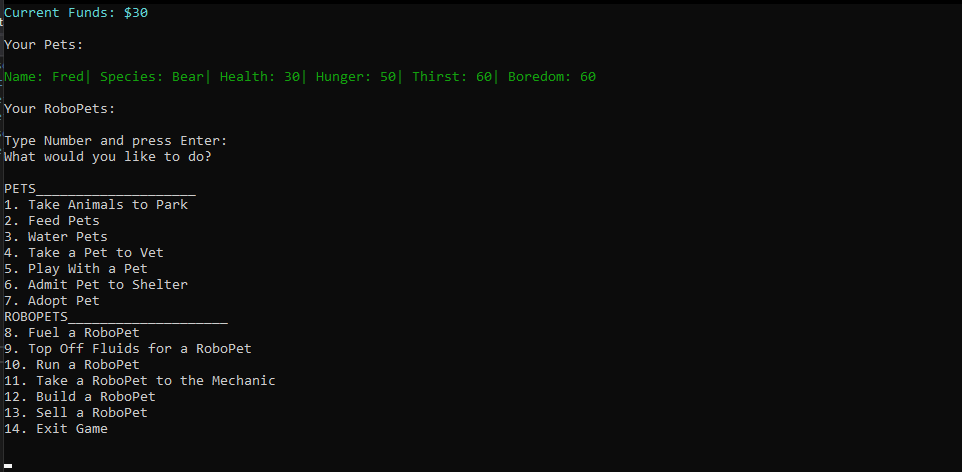 Current Funds: $30
Your Pets:
Name: Fred| Species: Bear| Health: 30| Hunger: 50| Thirst: 60| Boredom: 60
Your RoboPets:
Type Number and press Enter:
What would you like to do?
PETS____________________
1. Take Animals to Park
2. Feed Pets
3. Water Pets
4. Take a Pet to Vet
5. Play With a Pet
6. Admit Pet to Shelter
7. Adopt Pet
ROBOPETS____________________
8. Fuel a RoboPet
9. Top Off Fluids for a RoboPet
10. Run a RoboPet
11. Take a RoboPet to the Mechanic
12. Build a RoboPet
13. Sell a RoboPet
14. Exit Game